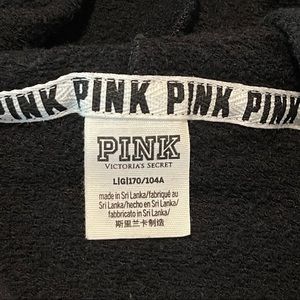 PINK PINK PINK PINK
PINK
VICTORIA'S SECRET
L|G|170/104A
made in Sri Lanka/fabriqué au
Sri Lanka/hecho en Sri Lanka/
fabbricato in Sri Lanka/
斯里兰卡制造